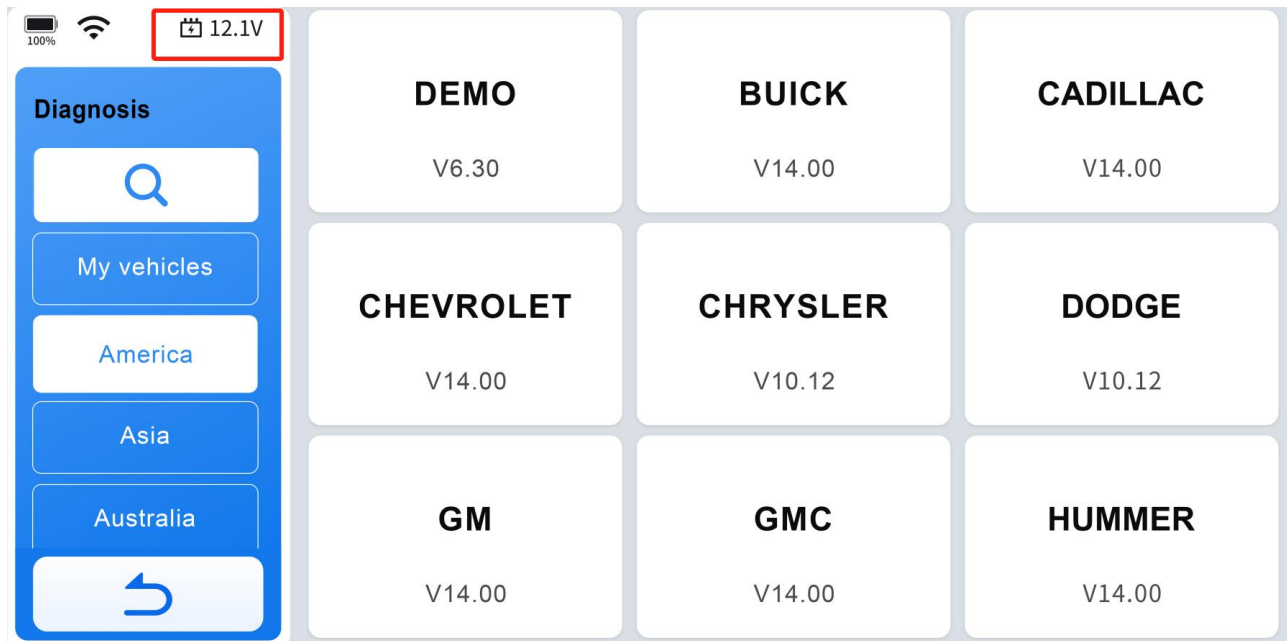 100%
12.1V
Diagnosis
My vehicles
America
Asia
Australia
DEMO
V6.30
BUICK
V14.00
CADILLAC
V14.00
CHEVROLET
V14.00
CHRYSLER
V10.12
DODGE
V10.12
GM
V14.00
GMC
V14.00
HUMMER
V14.00